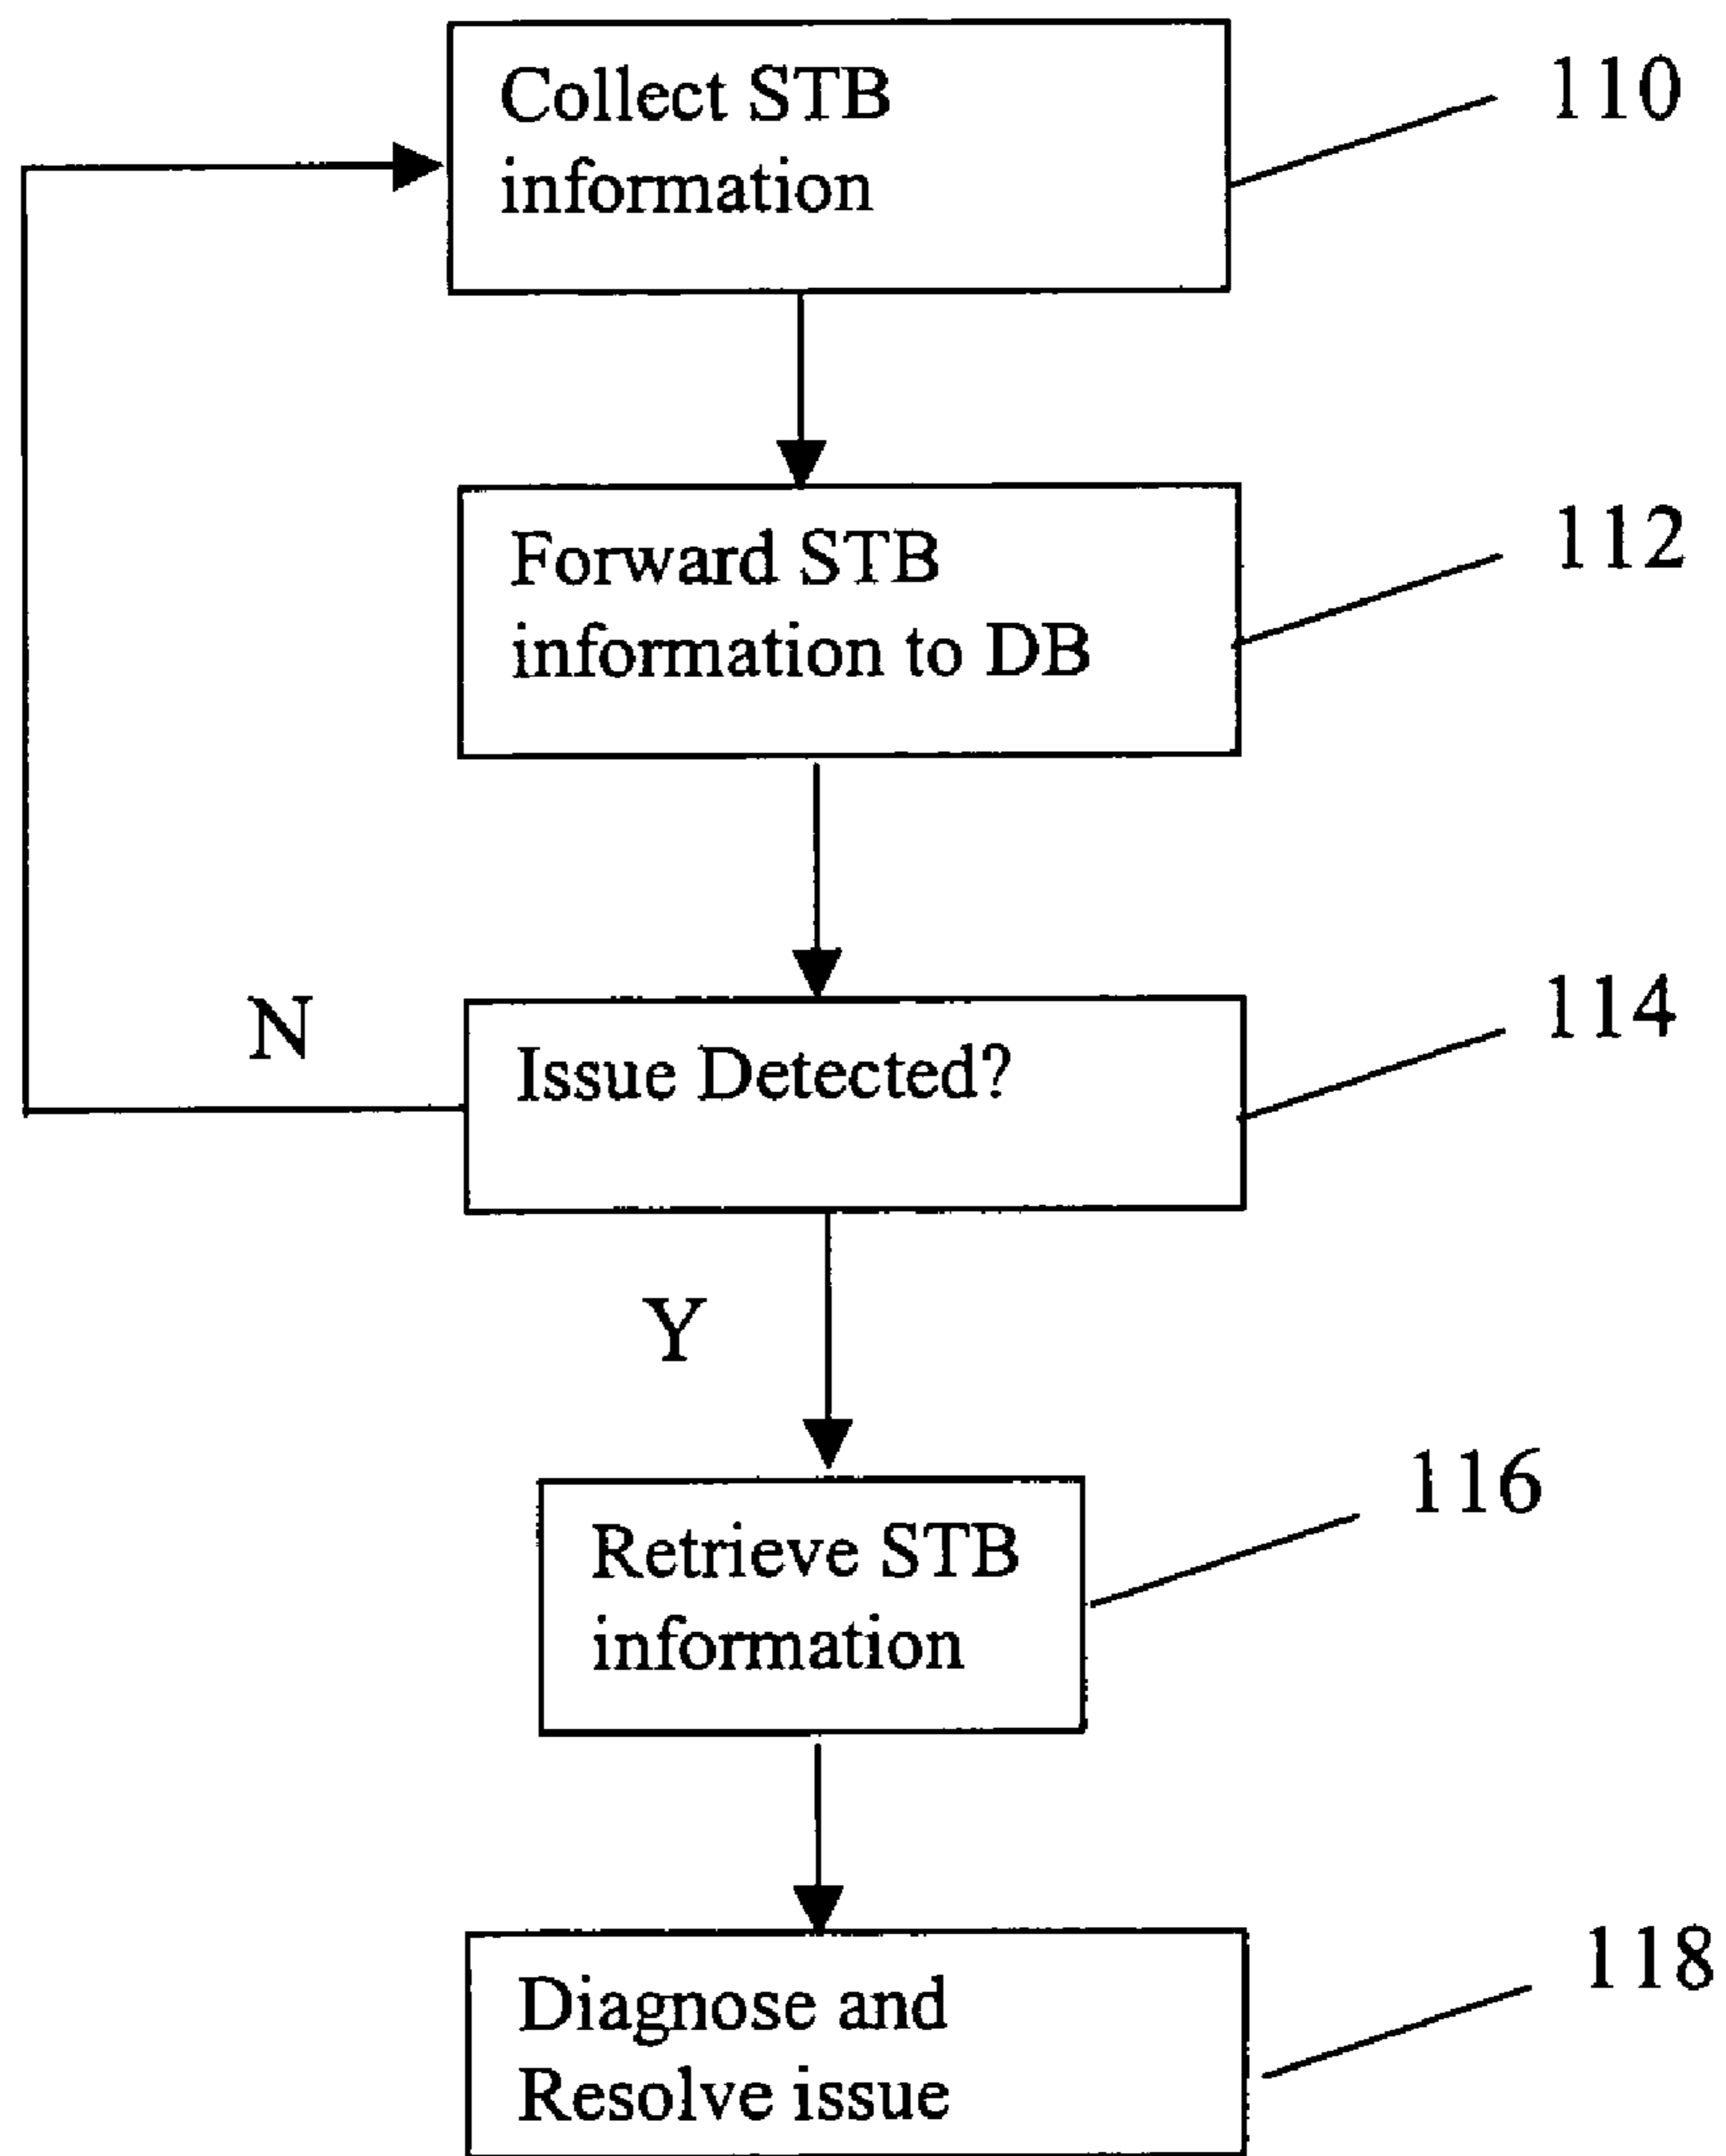 Collect STB
information
110
Forward STB
information to DB
112
N
Issue Detected?
114
Y
Retrieve STB
information
116
Diagnose and
Resolve issue
118